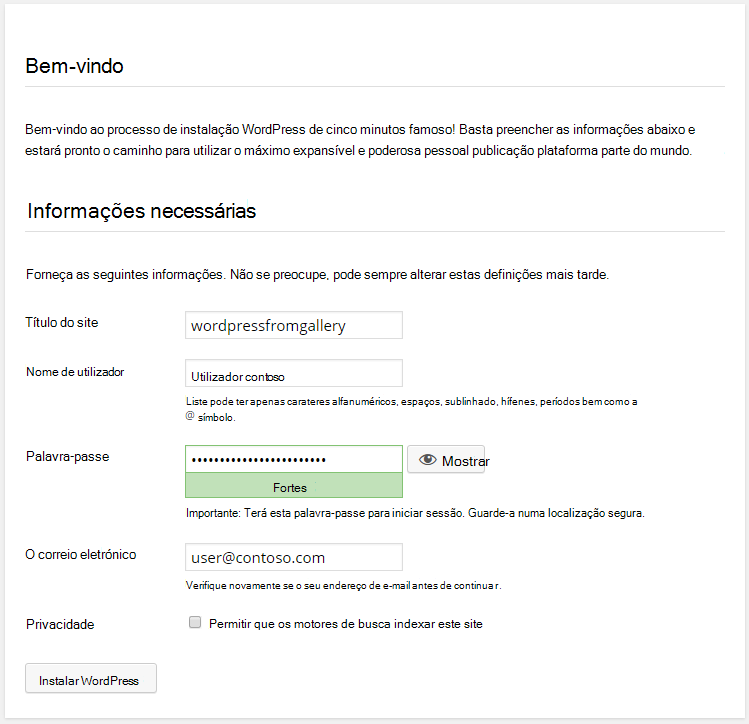 Bem-vindo
Bem-vindo ao processo de instalação WordPress de cinco minutos famoso! Basta preencher as informações abaixo e
estará pronto o caminho para utilizar o máximo expansível e poderosa pessoal publicação plataforma parte do mundo.
Informações necessárias
Forneça as seguintes informações. Não se preocupe, pode sempre alterar estas definições mais tarde.
Título do site
wordpressfromgallery
Nome de utilizador
Utilizador contoso
Liste pode ter apenas carateres alfanuméricos, espaços, sublinhado, hífenes, períodos bem como a
@ símbolo.
Palavra-passe
••••••••••••••••••••••••
Mostrar
Fortes
Importante: Terá esta palavra-passe para iniciar sessão. Guarde-a numa localização segura.
O correio eletrónico
user@contoso.com
Verifique novamente se o seu endereço de e-mail antes de continuar.
Privacidade
Permitir que os motores de busca indexar este site
Instalar WordPress